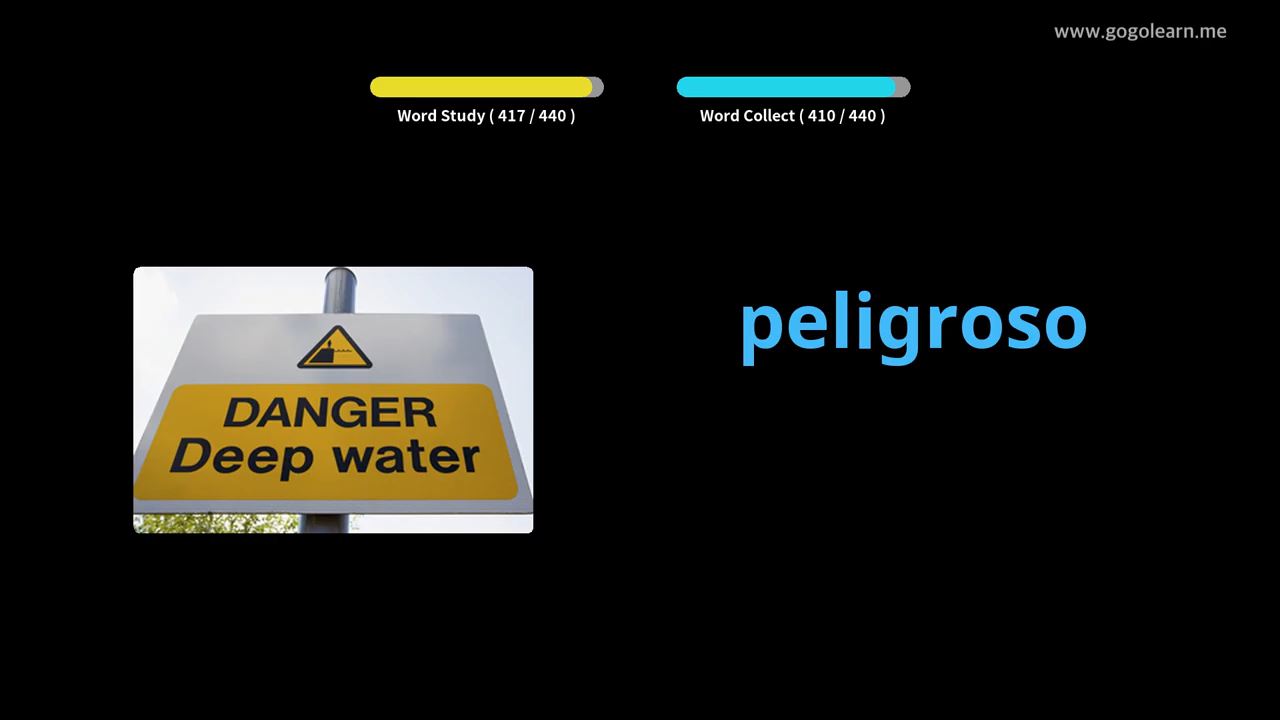 www.gogolearn.me
Word Study ( 417 / 440 )
Word Collect ( 410 / 440 )
DANGER
Deep water
peligroso